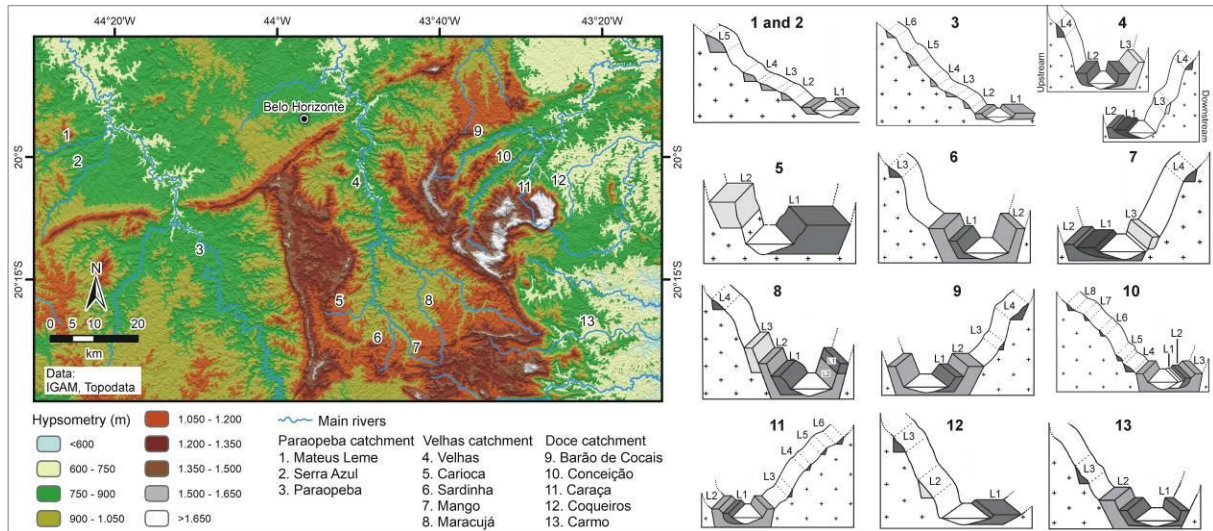 44°20'W
44°W
43°40'W
43°20'W
20°S
20°15'S
20°S
20°15'S
Belo Horizonte
1
2
3
4
5
6
7
8
9
10
11
12
13
N
0 5 10 20
km
Data:
IGAM, Topodata
Hypsometry (m)
<600
600 - 750
750 - 900
900 - 1.050
1.050 - 1.200
1.200 - 1.350
1.350 - 1.500
1.500 - 1.650
>1.650
Main rivers
Paraopeba catchment
1. Mateus Leme
2. Serra Azul
3. Paraopeba
Velhas catchment
4. Velhas
5. Carioca
6. Sardinha
7. Mango
8. Maracujá
Doce catchment
9. Barão de Cocais
10. Conceição
11. Caraça
12. Coqueiros
13. Carmo
1 and 2
L5
L4
L3
L2
L1
3
L6
L5
L4
L3
L2
L1
4
Upstream
L4
L2
L1
L3
L4
L3
L2
L1
Downstream
5
L2
L1
6
L3
L1
L2
7
L4
L3
L2
L1
8
L4
L3
L2
L1
L1
L2
9
L4
L3
L2
L1
10
L8
L7
L6
L5
L4
L1
L2
L3
11
L6
L5
L4
L3
L2
L1
12
L3
L2
L1
13
L3
L2
L1